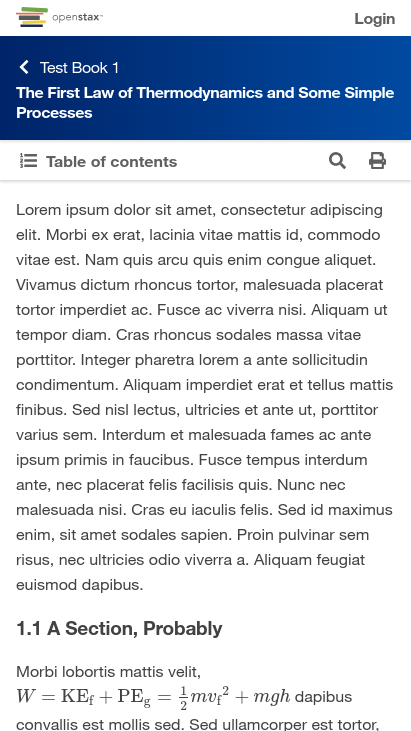 openstax™
Login
Test Book 1
The First Law of Thermodynamics and Some Simple
Processes
Table of contents
Lorem ipsum dolor sit amet, consectetur adipiscing
elit. Morbi ex erat, lacinia vitae mattis id, commodo
vitae est. Nam quis arcu quis enim congue aliquet.
Vivamus dictum rhoncus tortor, malesuada placerat
tortor imperdiet ac. Fusce ac viverra nisi. Aliquam ut
tempor diam. Cras rhoncus sodales massa vitae
porttitor. Integer pharetra lorem a ante sollicitudin
condimentum. Aliquam imperdiet erat et tellus mattis
finibus. Sed nisl lectus, ultricies et ante ut, porttitor
varius sem. Interdum et malesuada fames ac ante
ipsum primis in faucibus. Fusce tempus interdum
ante, nec placerat felis facilisis quis. Nunc nec
malesuada nisi. Cras eu iaculis felis. Sed id maximus
enim, sit amet sodales sapien. Proin pulvinar sem
risus, nec ultricies odio viverra a. Aliquam feugiat
euismod dapibus.
1.1 A Section, Probably
Morbi lobortis mattis velit,
W = KE_f + PE_g = 1/2 mv_f² + mgh dapibus
convallis est mollis sed. Sed ullamcorper est tortor,